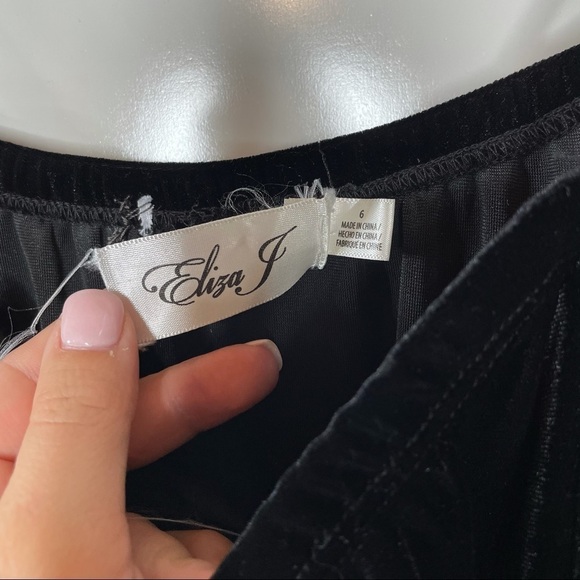 Eliza J
6
MADE IN CHINA/
HECHO EN CHINA/
FABRIQUÉ EN CHINE